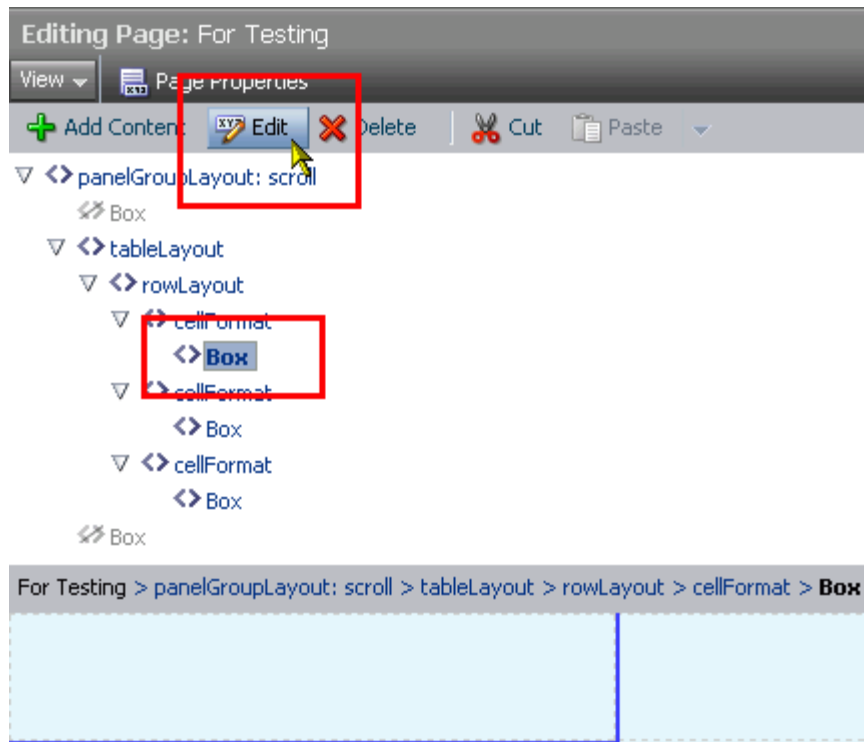 Editing Page: For Testing
View Page Properties
Add Content Edit Delete Cut Paste
panelGroupLayout: scroll
Box
tableLayout
rowLayout
cellFormat
Box
cellFormat
Box
cellFormat
Box
Box
For Testing > panelGroupLayout: scroll > tableLayout > rowLayout > cellFormat > Box